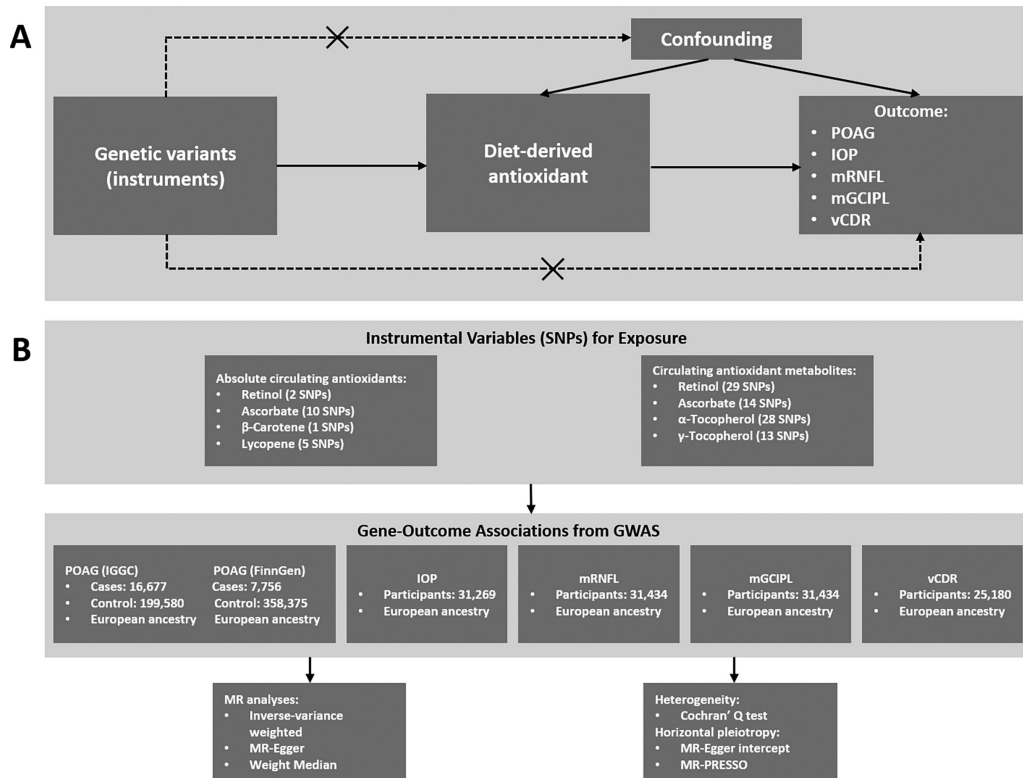 A
Confounding
Genetic variants
(instruments)
Diet-derived
antioxidant
Outcome:
• POAG
• IOP
• mRNFL
• mGCIPL
• vCDR
B
Instrumental Variables (SNPs) for Exposure
Absolute circulating antioxidants:
• Retinol (2 SNPs)
• Ascorbate (10 SNPs)
• β-Carotene (1 SNPs)
• Lycopene (5 SNPs)
Circulating antioxidant metabolites:
• Retinol (29 SNPs)
• Ascorbate (14 SNPs)
• α-Tocopherol (28 SNPs)
• γ-Tocopherol (13 SNPs)
Gene-Outcome Associations from GWAS
POAG (IGGC) POAG (FinnGen)
• Cases: 16,677 Cases: 7,756
• Control: 199,580 Control: 358,375
• European ancestry European ancestry
IOP
• Participants: 31,269
• European ancestry
mRNFL
• Participants: 31,434
• European ancestry
mGCIPL
• Participants: 31,434
• European ancestry
vCDR
• Participants: 25,180
• European ancestry
MR analyses:
• Inverse-variance
weighted
• MR-Egger
• Weight Median
Heterogeneity:
• Cochran’ Q test
Horizontal pleiotropy:
• MR-Egger intercept
• MR-PRESSO